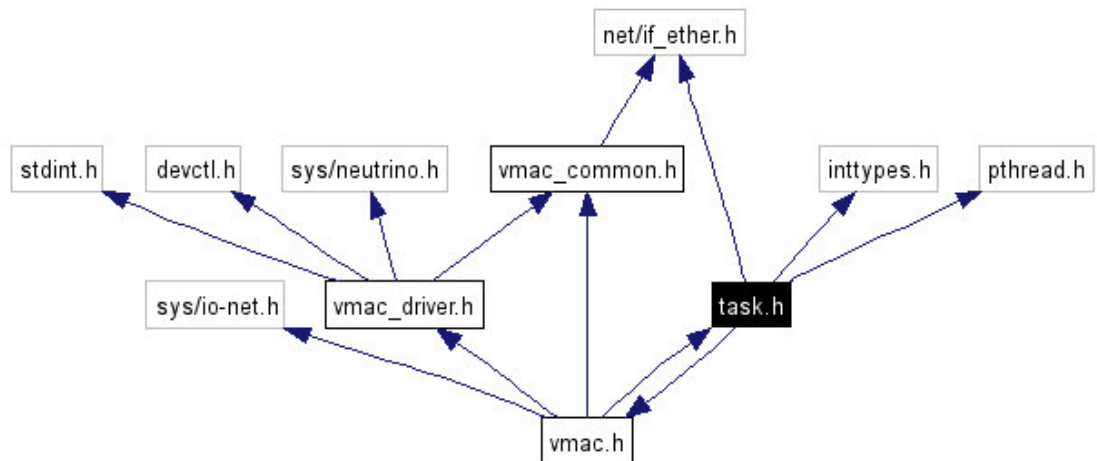 net/if_ether.h
stdint.h
devctl.h
sys/neutrino.h
vmac_common.h
inttypes.h
pthread.h
sys/io-net.h
vmac_driver.h
task.h
vmac.h